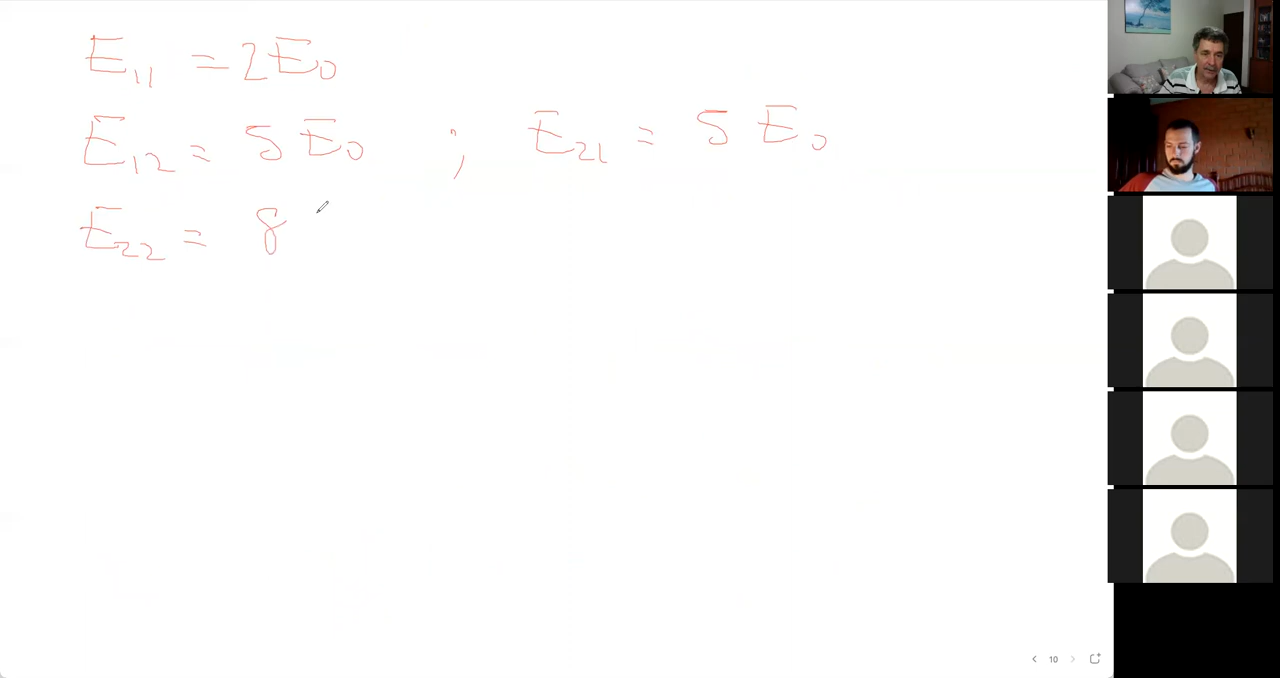 E₁₁ = 2E₀
E₁₂ = 5E₀ ; E₂₁ = 5E₀
E₂₂ = 8
10